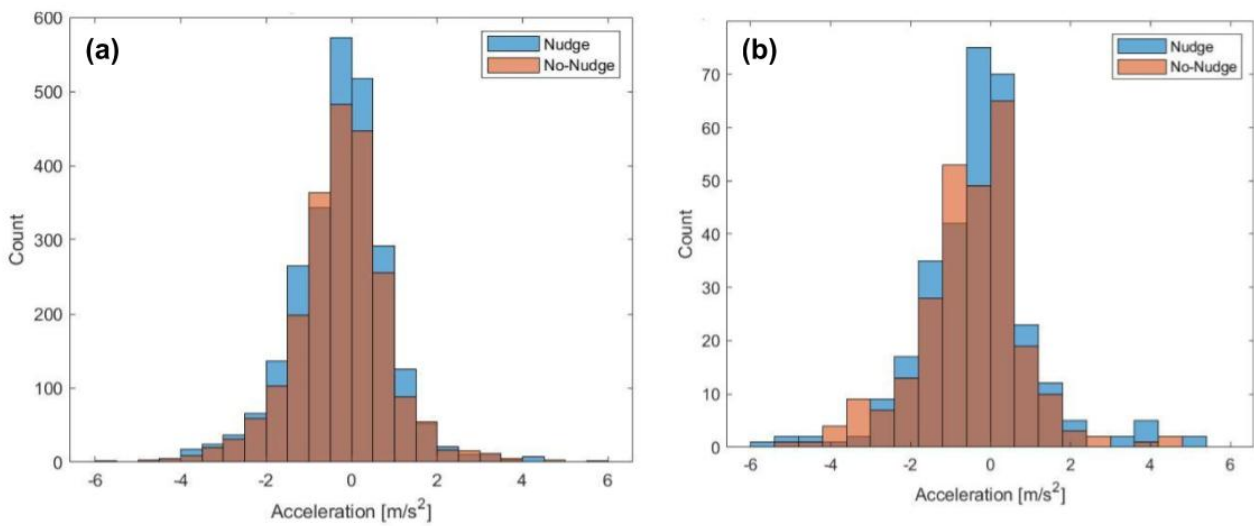 (a)
Nudge
No-Nudge
600
500
400
300
200
100
0
Count
-6 -4 -2 0 2 4 6
Acceleration [m/s²]
(b)
Nudge
No-Nudge
70
60
50
40
30
20
10
0
Count
-6 -4 -2 0 2 4 6
Acceleration [m/s²]